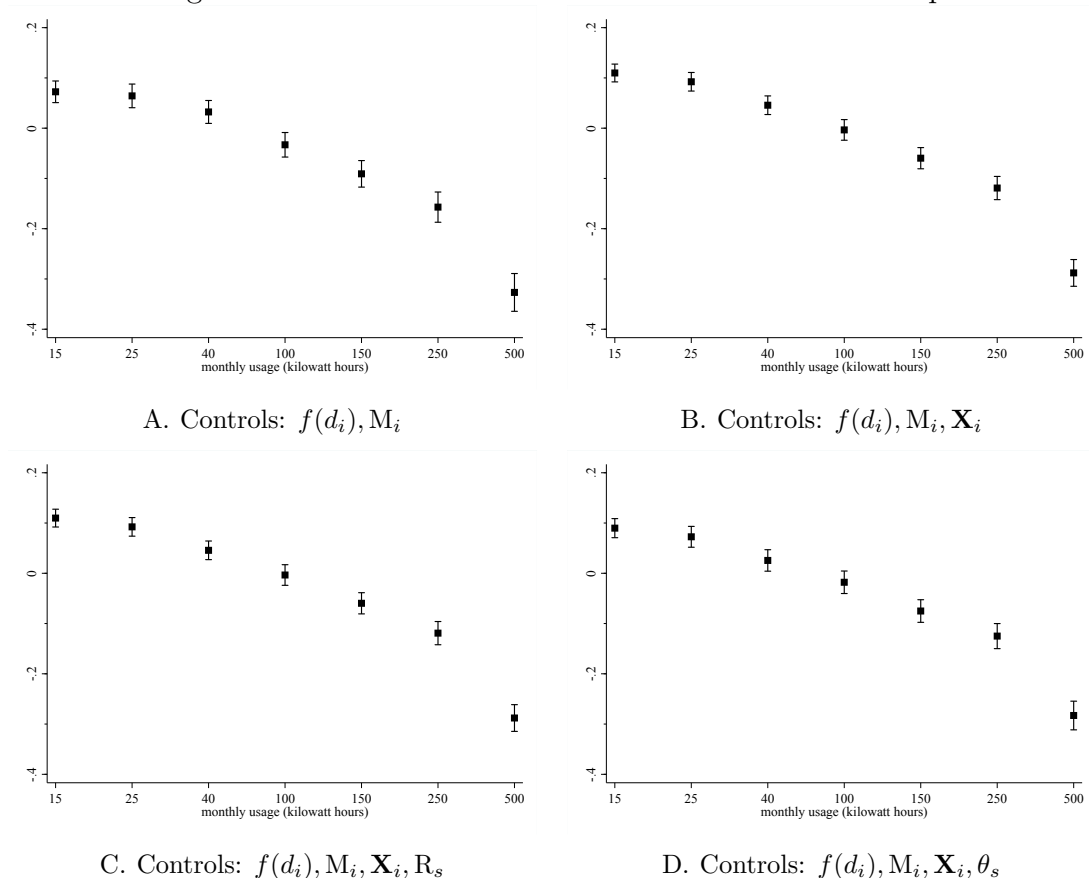 .2
0
-.2
-.4
15 25 40 100 150 250 500
monthly usage (kilowatt hours)
A. Controls: f(d_i), M_i
.2
0
-.2
-.4
15 25 40 100 150 250 500
monthly usage (kilowatt hours)
B. Controls: f(d_i), M_i, X_i
.2
0
-.2
-.4
15 25 40 100 150 250 500
monthly usage (kilowatt hours)
C. Controls: f(d_i), M_i, X_i, R_s
.2
0
-.2
-.4
15 25 40 100 150 250 500
monthly usage (kilowatt hours)
D. Controls: f(d_i), M_i, X_i, θ_s